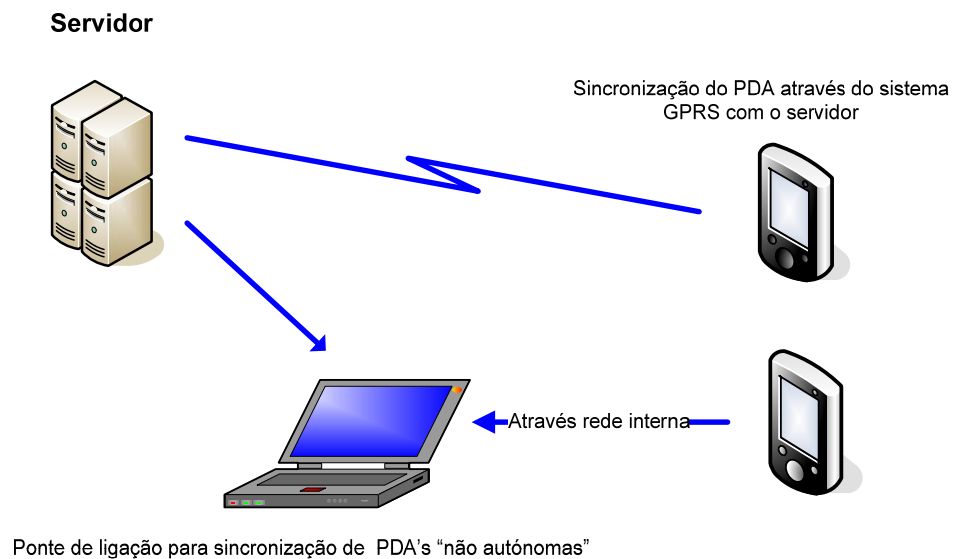 Servidor
Sincronização do PDA através do sistema
GPRS com o servidor
Através rede interna
Ponte de ligação para sincronização de  PDA's “não autónomas”